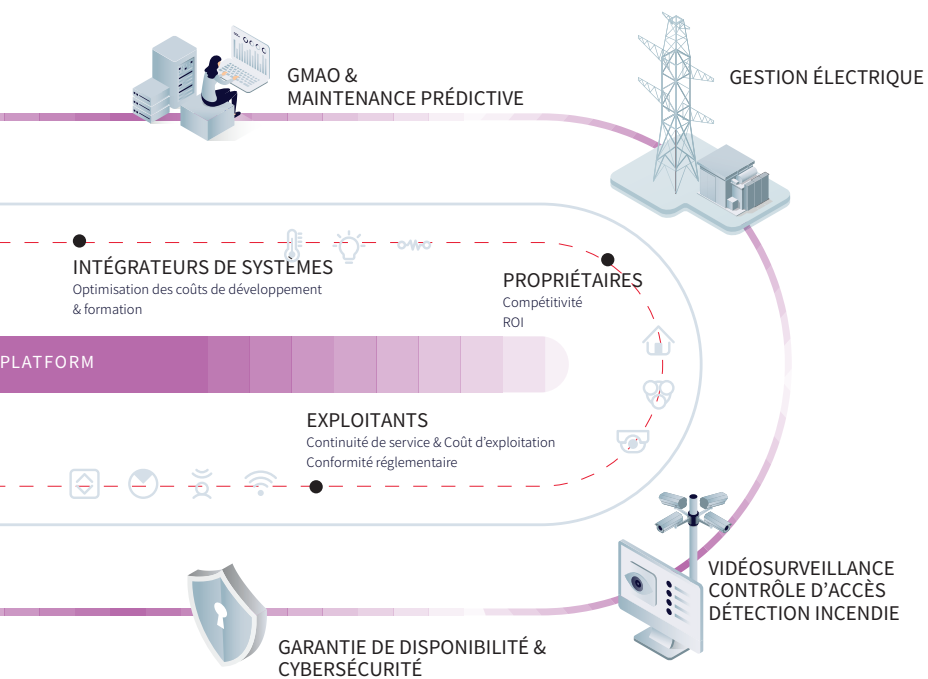 GMAO &
MAINTENANCE PRÉDICTIVE
GESTION ÉLECTRIQUE
INTÉGRATEURS DE SYSTÈMES
Optimisation des coûts de développement
& formation
PROPRIÉTAIRES
Compétitivité
ROI
PLATFORM
EXPLOITANTS
Continuité de service & Coût d'exploitation
Conformité réglementaire
VIDÉOSURVEILLANCE
CONTRÔLE D'ACCÈS
DÉTECTION INCENDIE
GARANTIE DE DISPONIBILITÉ &
CYBERSÉCURITÉ